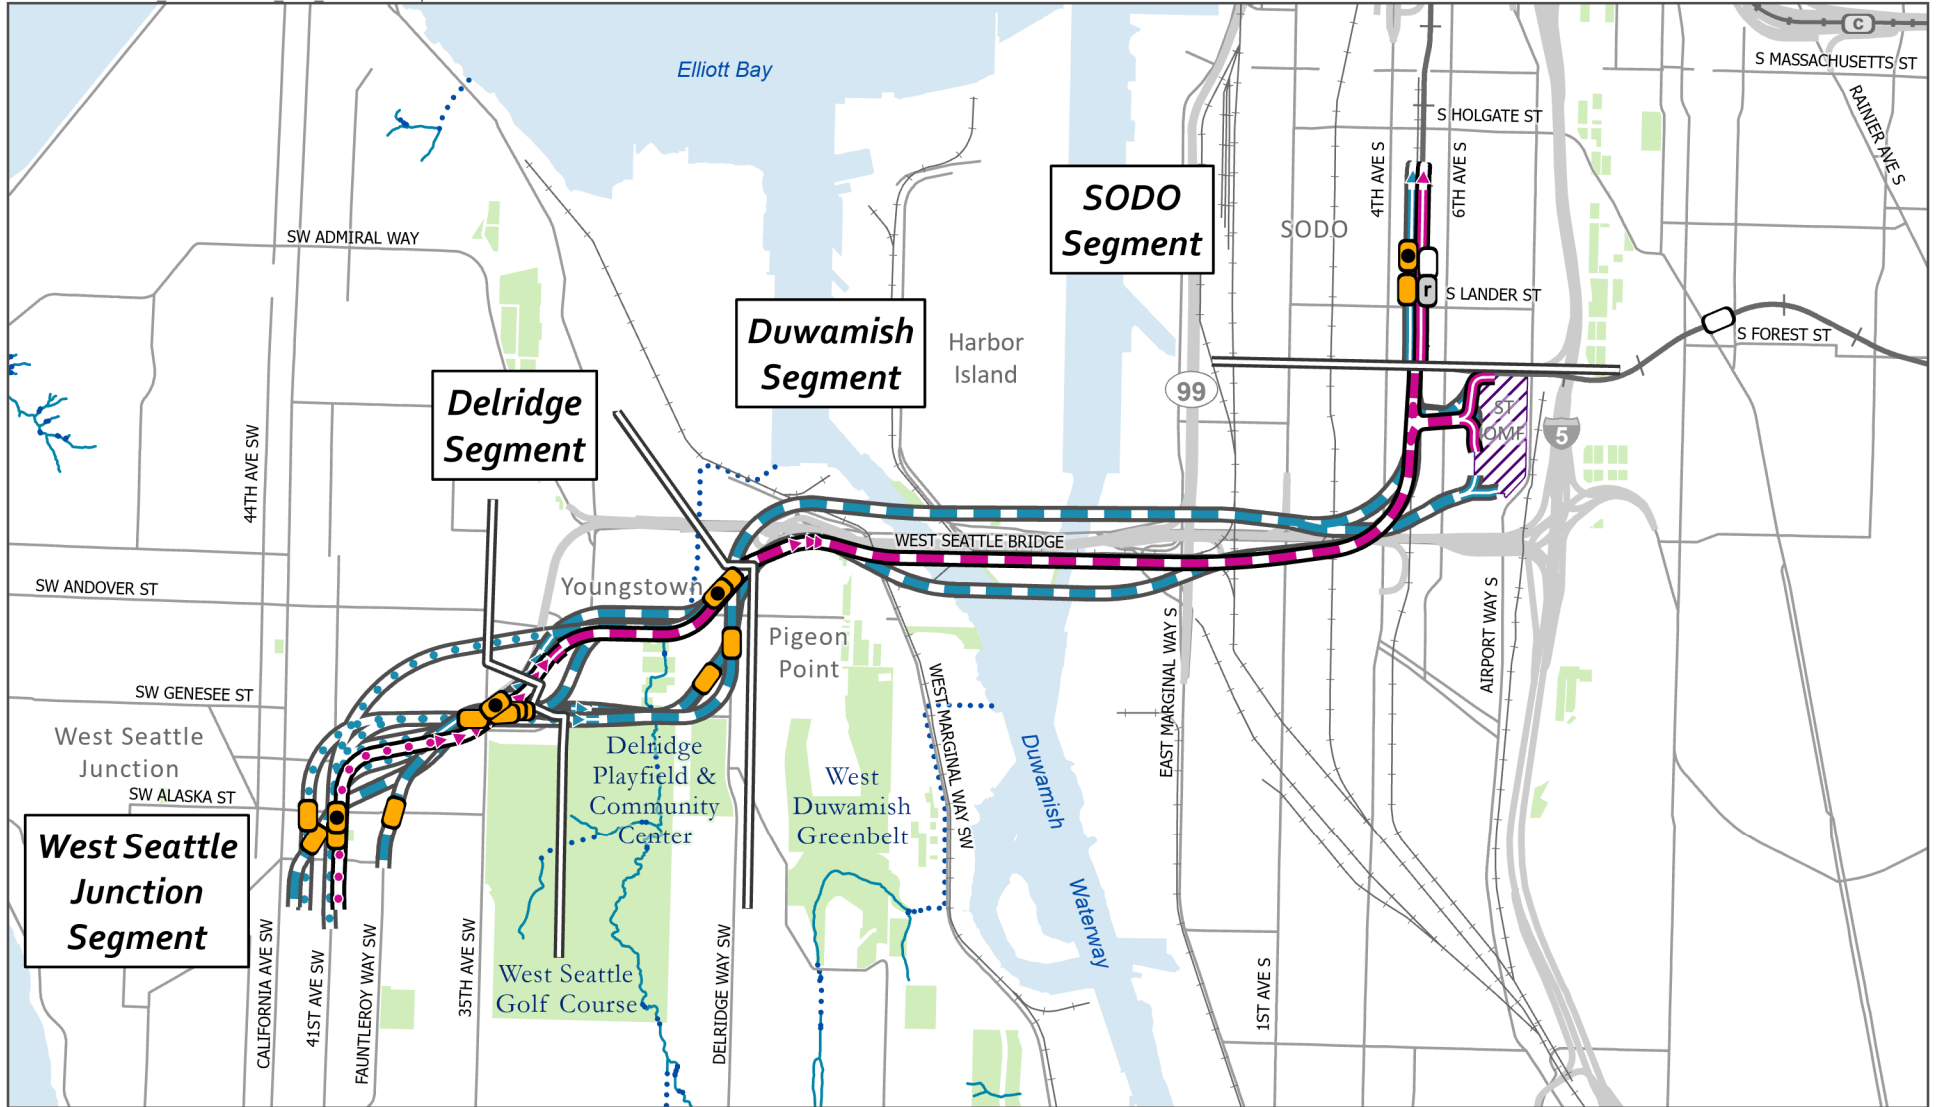 C
S MASSACHUSETTS ST
Elliott Bay
RAINIER AVE S
S HOLGATE ST
4TH AVE S
6TH AVE S
SODO
Segment
SODO
SW ADMIRAL WAY
r
S LANDER ST
S FOREST ST
Duwamish
Segment
Harbor
Island
99
Delridge
Segment
ST
OMF
5
44TH AVE SW
WEST SEATTLE BRIDGE
SW ANDOVER ST
Youngstown
Pigeon
Point
AIRPORT WAY S
EAST MARGINAL WAY S
WEST MARGINAL WAY SW
SW GENESEE ST
West Seattle
Junction
Delridge
Playfield &
Community
Center
West
Duwamish
Greenbelt
Duwamish
Waterway
SW ALASKA ST
West Seattle
Junction
Segment
CALIFORNIA AVE SW
41ST AVE SW
FAUNTLEROY WAY SW
35TH AVE SW
West Seattle
Golf Course
DELRIDGE WAY SW
1ST AVE S